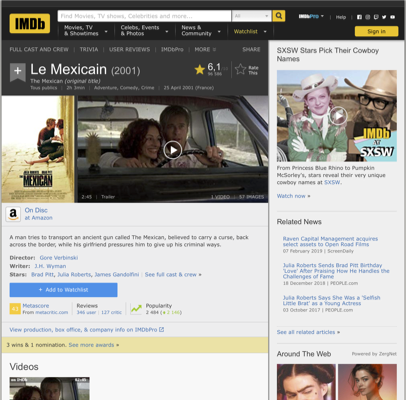 IMDb
Find Movies, TV shows, Celebrities and more...
All
IMDbPro
Help
Movies, TV
& Showtimes
Celebs, Events
& Photos
News &
Community
Watchlist
Sign in
FULL CAST AND CREW | TRIVIA | USER REVIEWS | IMDbPro | MORE
SHARE
Le Mexicain (2001)
The Mexican (original title)
Tous publics | 2h 3min | Adventure, Comedy, Crime | 25 April 2001 (France)
6,1
Rate
This
THE MEXICAN
2:45 | Trailer
1 VIDEO | 57 IMAGES
On Disc
at Amazon
A man tries to transport an ancient gun called The Mexican, believed to carry a curse, back
across the border, while his girlfriend pressures him to give up his criminal ways.
Director: Gore Verbinski
Writer: J.H. Wyman
Stars: Brad Pitt, Julia Roberts, James Gandolfini | See full cast & crew »
+ Add to Watchlist
Metascore
From metacritic.com
Reviews
346 user | 127 critic
Popularity
View production, box office, & company info on IMDbPro
3 wins & 1 nomination. See more awards »
Videos
SXSW Stars Pick Their Cowboy
Names
IMDb
AT
SXSW
From Princess Blue Rhino to Pumpkin
McSorley's, stars reveal their very
unique cowboy names at SXSW.
Watch now »
Related News
Raven Capital Management acquires
select assets to Open Road Films
07 September 2019 | ScreenDaily
Julia Roberts Sends Brad Pitt Birthday
'Love' After Praising How He Handles the
Challenges of Fame
18 December 2018 | PEOPLE.com
Julia Roberts Says She Was a 'Selfish
Little Brat' as a Young Actress
03 October 2017 | PEOPLE.com
See all related articles »
Around The Web
Powered by ZergNet